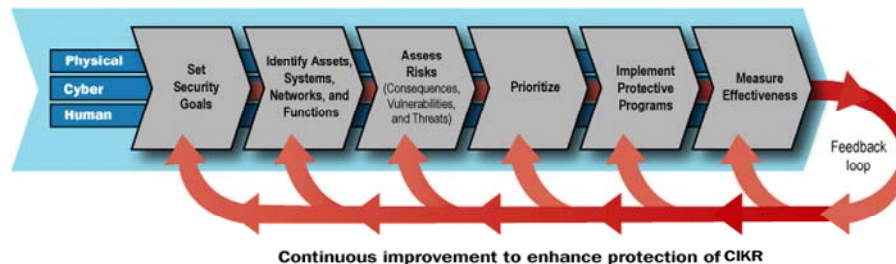 Physical
Cyber
Human
Set
Security
Goals
Identify Assets,
Systems,
Networks, and
Functions
Assess
Risks
(Consequences,
Vulnerabilities,
and Threats)
Prioritize
Implement
Protective
Programs
Measure
Effectiveness
Feedback
loop
Continuous improvement to enhance protection of CIKR